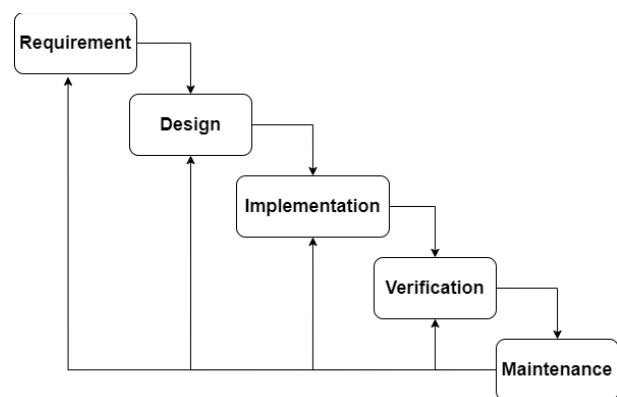 Requirement
Design
Implementation
Verification
Maintenance